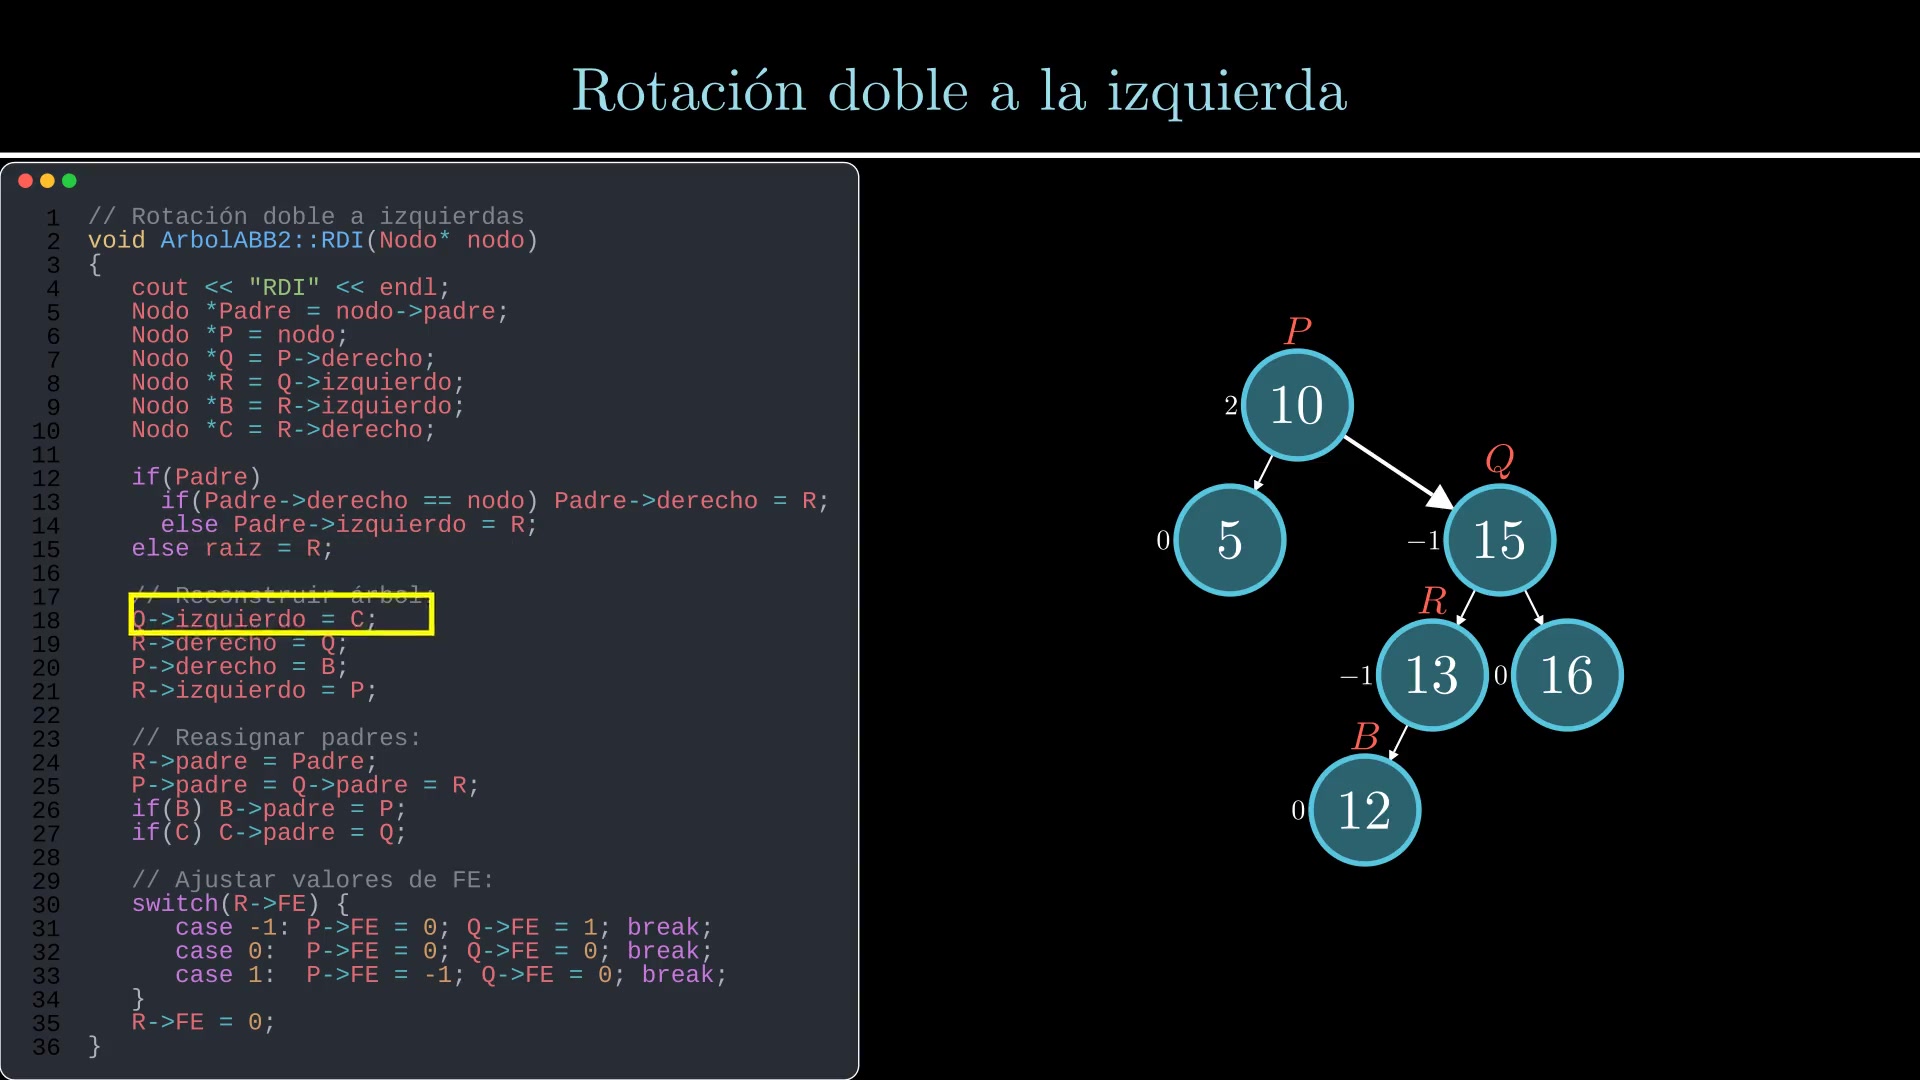 Rotación doble a la izquierda
1 // Rotación doble a izquierdas
2 void ArbolABB2::RDI(Nodo* nodo)
3 {
4 cout << "RDI" << endl;
5 Nodo *Padre = nodo->padre;
6 Nodo *P = nodo;
7 Nodo *Q = P->derecho;
8 Nodo *R = Q->izquierdo;
9 Nodo *B = R->izquierdo;
10 Nodo *C = R->derecho;
11
12 if(Padre)
13 if(Padre->derecho == nodo) Padre->derecho = R;
14 else Padre->izquierdo = R;
15 else raiz = R;
16
17 // Reconstruir árbol:
18 Q->izquierdo = C;
19 R->derecho = Q;
20 P->derecho = B;
21 R->izquierdo = P;
22
23 // Reasignar padres:
24 R->padre = Padre;
25 P->padre = Q->padre = R;
26 if(B) B->padre = P;
27 if(C) C->padre = Q;
28
29 // Ajustar valores de FE:
30 switch(R->FE) {
31 case -1: P->FE = 0; Q->FE = 1; break;
32 case 0: P->FE = 0; Q->FE = 0; break;
33 case 1: P->FE = -1; Q->FE = 0; break;
34 }
35 R->FE = 0;
36 }
P
2 10
Q
0 5 −1 15
R
−1 13 0 16
B
0 12